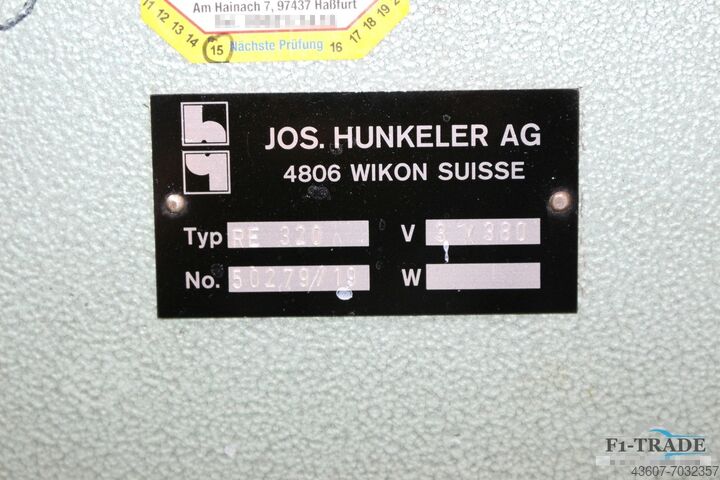 Am Hainach 7, 97437 Haßfurt
11 12 13 14 15 Nächste Prüfung 16 17 18 19
JOS. HUNKELER AG
4806 WIKON SUISSE
Typ RE 320 V 3 380
No. 50279//19 W
F1-TRADE
43607-7032357